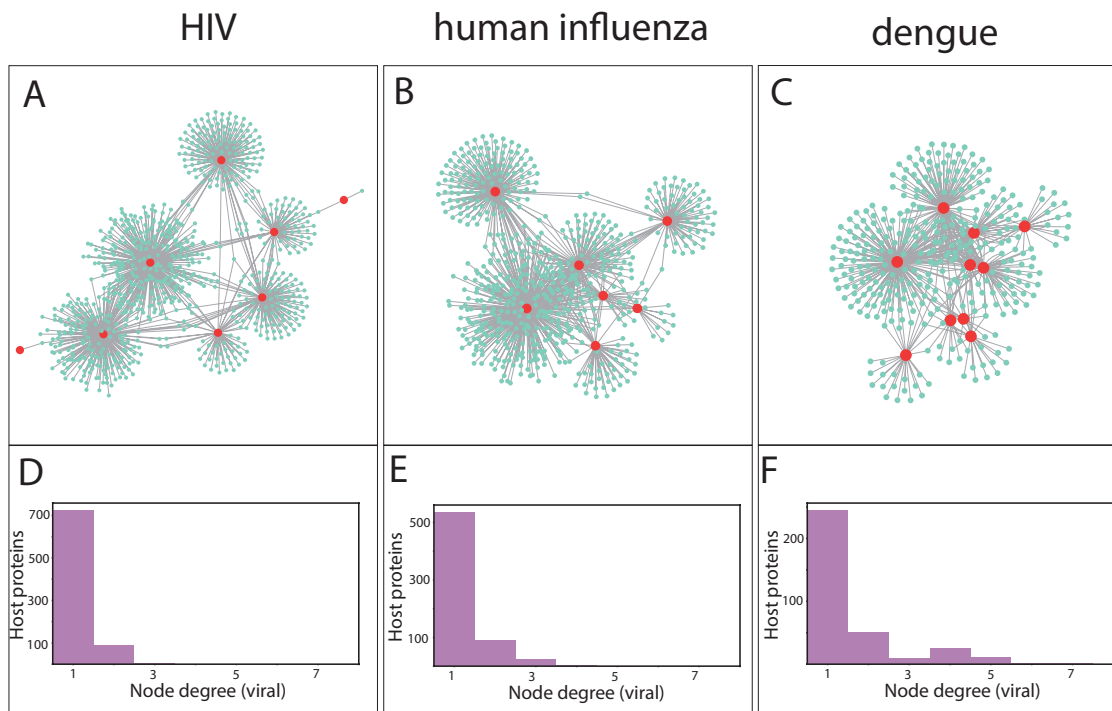 HIV
human influenza
dengue
A
B
C
D
700
500
300
100
Host proteins
1
3
5
7
Node degree (viral)
E
500
300
100
Host proteins
1
3
5
7
Node degree (viral)
F
200
100
Host proteins
1
3
5
7
Node degree (viral)